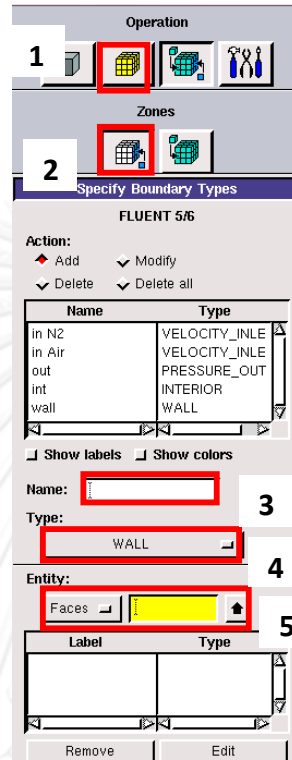 Operation
1
Zones
2
Specify Boundary Types
FLUENT 5/6
Action:
Add Modify
Delete Delete all
Name Type
in N2 VELOCITY_INLE
in Air VELOCITY_INLE
out PRESSURE_OUT
int INTERIOR
wall WALL
Show labels Show colors
Name:
3
Type:
WALL
4
Entity:
Faces
5
Label Type
Remove Edit